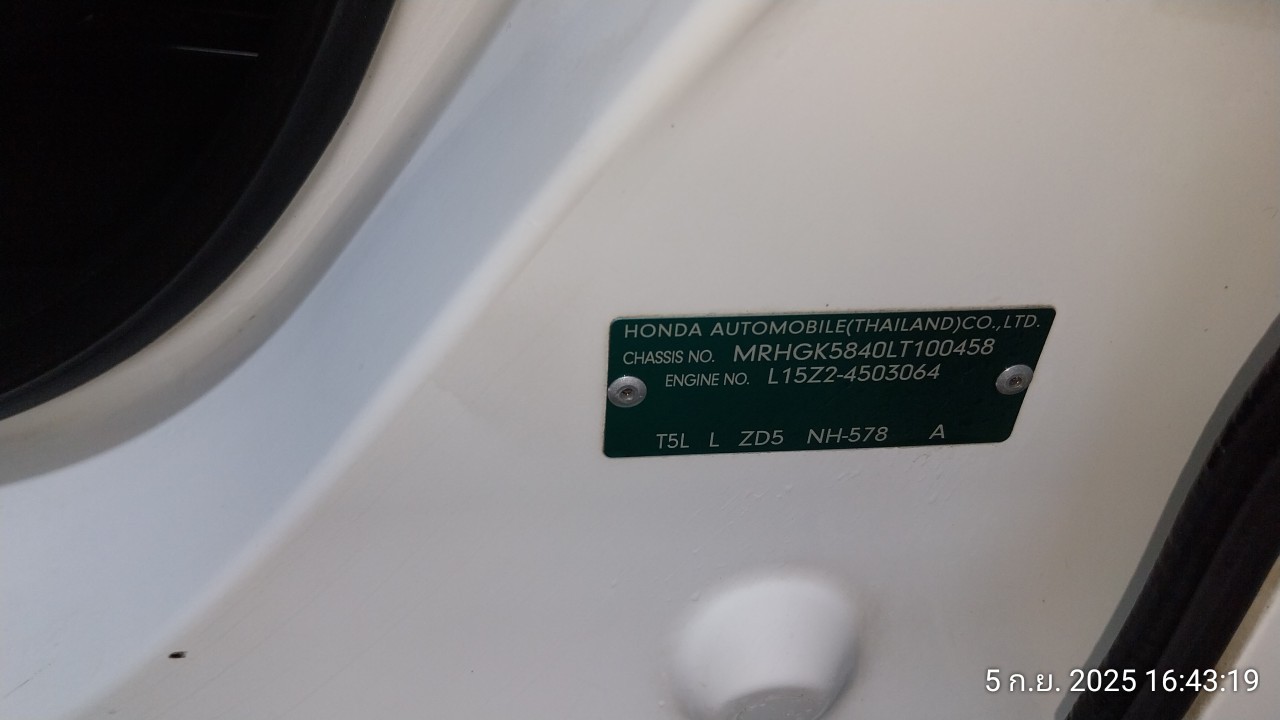 HONDA AUTOMOBILE(THAILAND)CO.,LTD.
CHASSIS NO. MRHGK5840LT100458
ENGINE NO. L15Z2-4503064
T5L L ZD5 NH-578 A
5 ก.ย. 2025 16:43:19